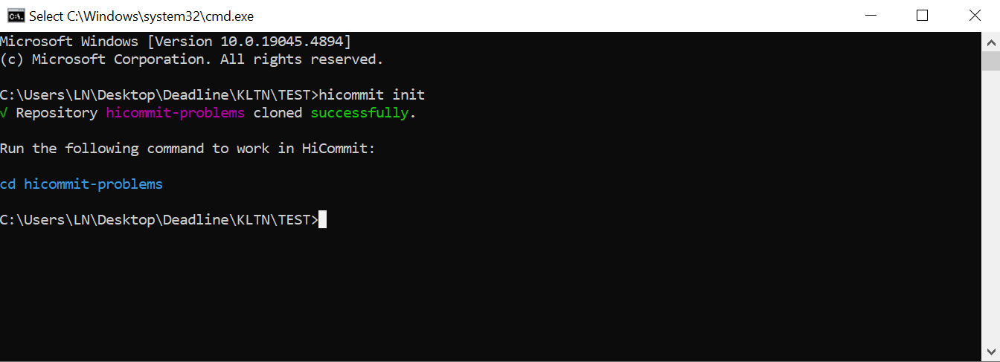 Select C:\Windows\system32\cmd.exe
Microsoft Windows [Version 10.0.19045.4894]
(c) Microsoft Corporation. All rights reserved.
C:\Users\LN\Desktop\Deadline\KLTN\TEST>hicommit init
√ Repository hicommit-problems cloned successfully.
Run the following command to work in HiCommit:
cd hicommit-problems
C:\Users\LN\Desktop\Deadline\KLTN\TEST>